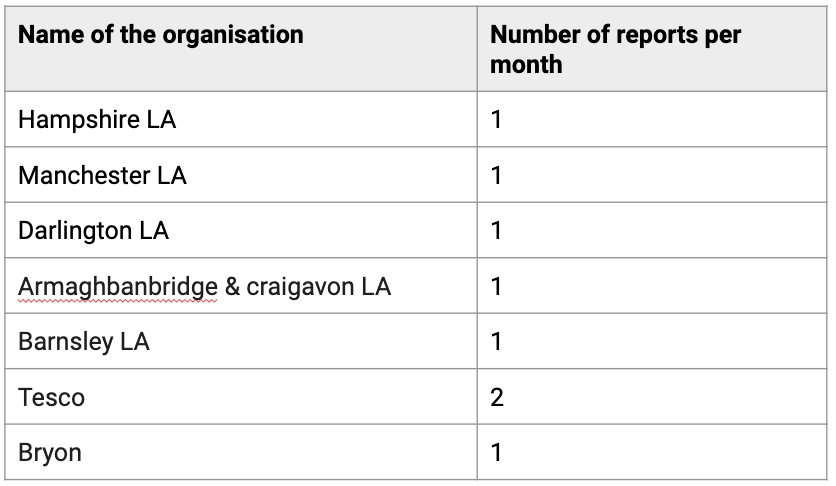 Name of the organisation
Number of reports per
month
Hampshire LA
1
Manchester LA
1
Darlington LA
1
Armaghbanbridge & craigavon LA
1
Barnsley LA
1
Tesco
2
Bryon
1